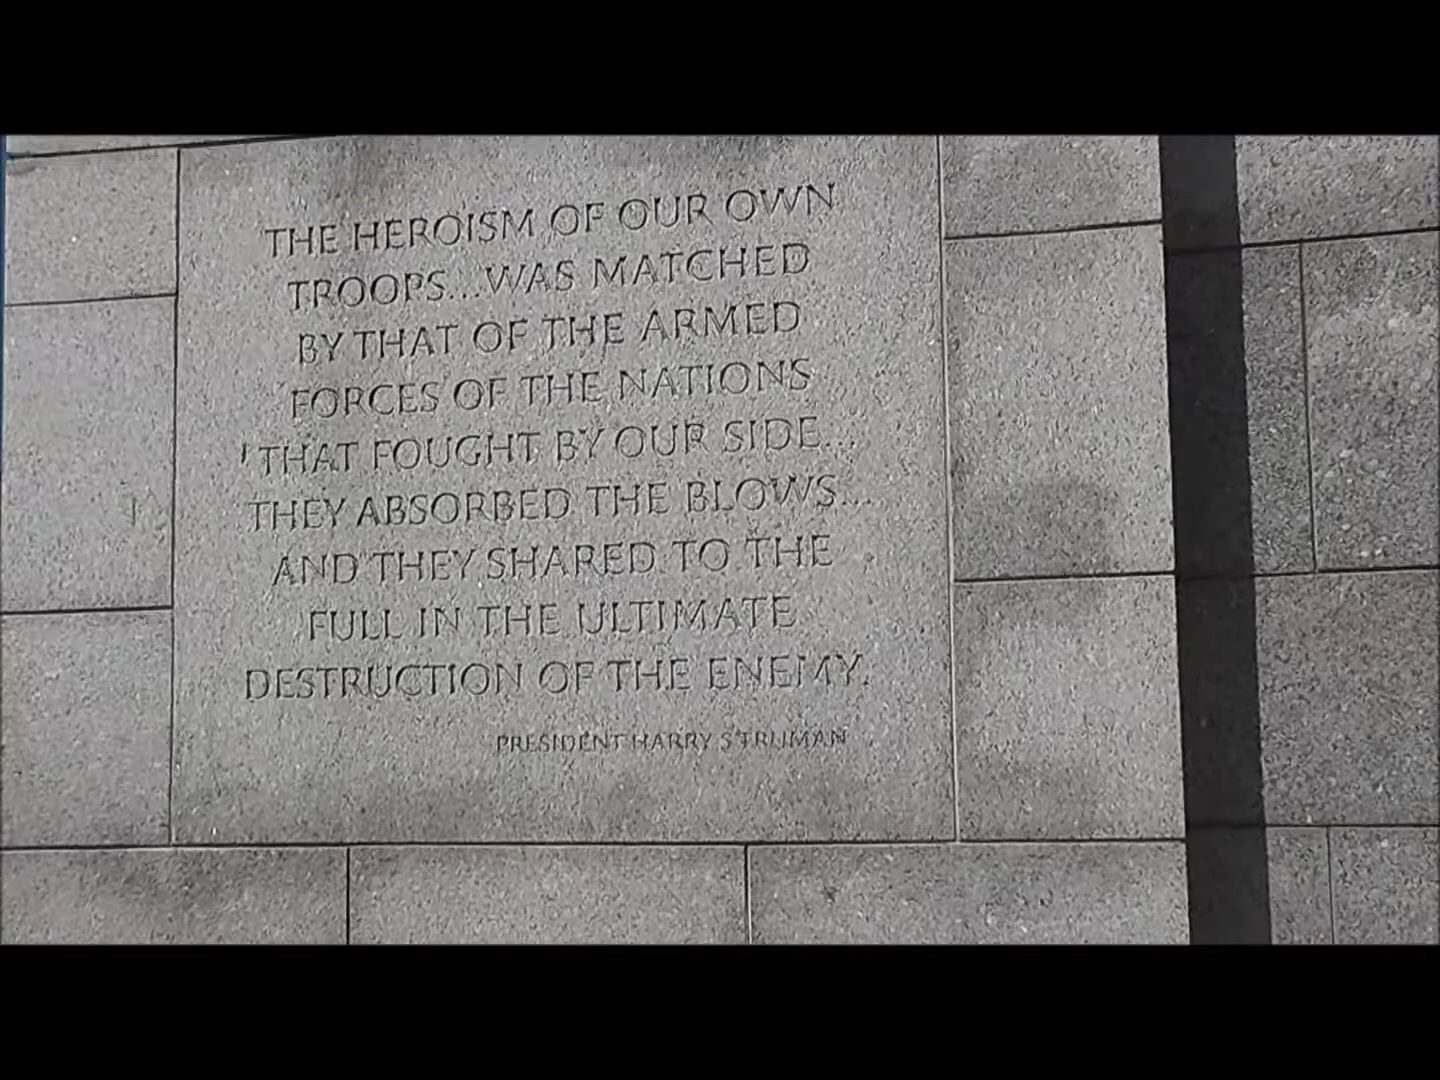 THE HEROISM OF OUR OWN
TROOPS...WAS MATCHED
BY THAT OF THE ARMED
FORCES OF THE NATIONS
THAT FOUGHT BY OUR SIDE...
THEY ABSORBED THE BLOWS...
AND THEY SHARED TO THE
FULL IN THE ULTIMATE
DESTRUCTION OF THE ENEMY.
PRESIDENT HARRY S TRUMAN